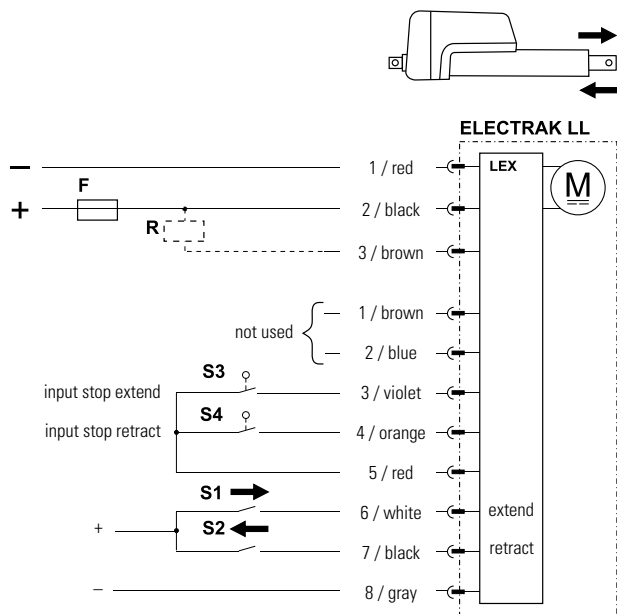 ELECTRAK LL
− 1 / red LEX M
F
+ 2 / black
R
3 / brown
1 / brown
not used
2 / blue
S3
input stop extend 3 / violet
S4
input stop retract 4 / orange
5 / red
S1
6 / white extend
+ S2
7 / black retract
− 8 / gray